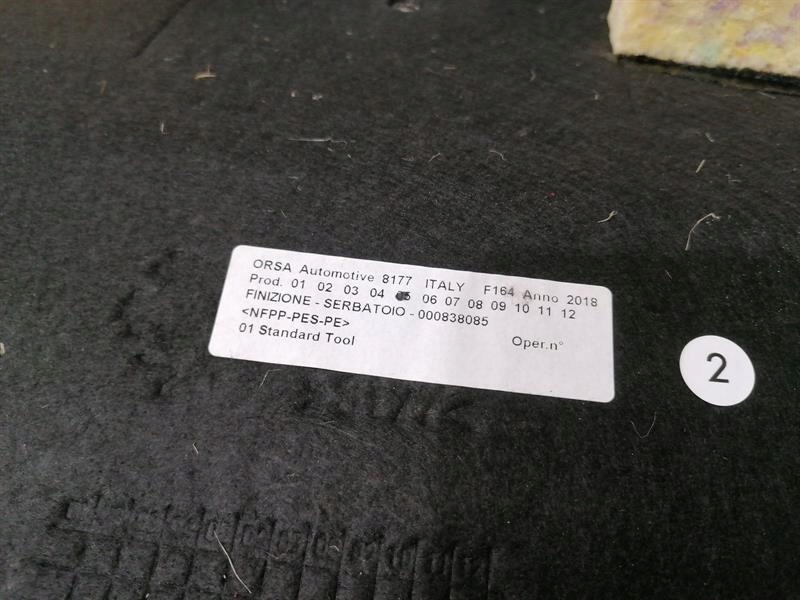 ORSA Automotive 8177 ITALY F164 Anno 2018
Prod. 01 02 03 04 05 06 07 08 09 10 11 12
FINIZIONE - SERBATOIO - 000838085
<NFPP-PES-PE>
01 Standard Tool Oper.n°
2